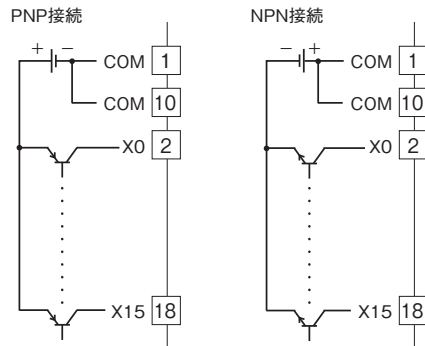 PNP接続
+ −
COM 1
COM 10
X0 2
X15 18
NPN接続
− +
COM 1
COM 10
X0 2
X15 18